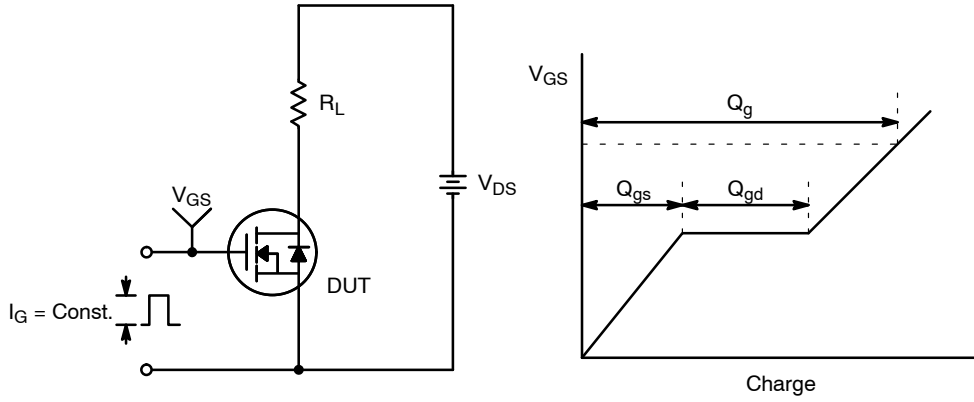 R_L
V_GS
V_DS
DUT
I_G = Const.
V_GS
Q_g
Q_gs
Q_gd
Charge